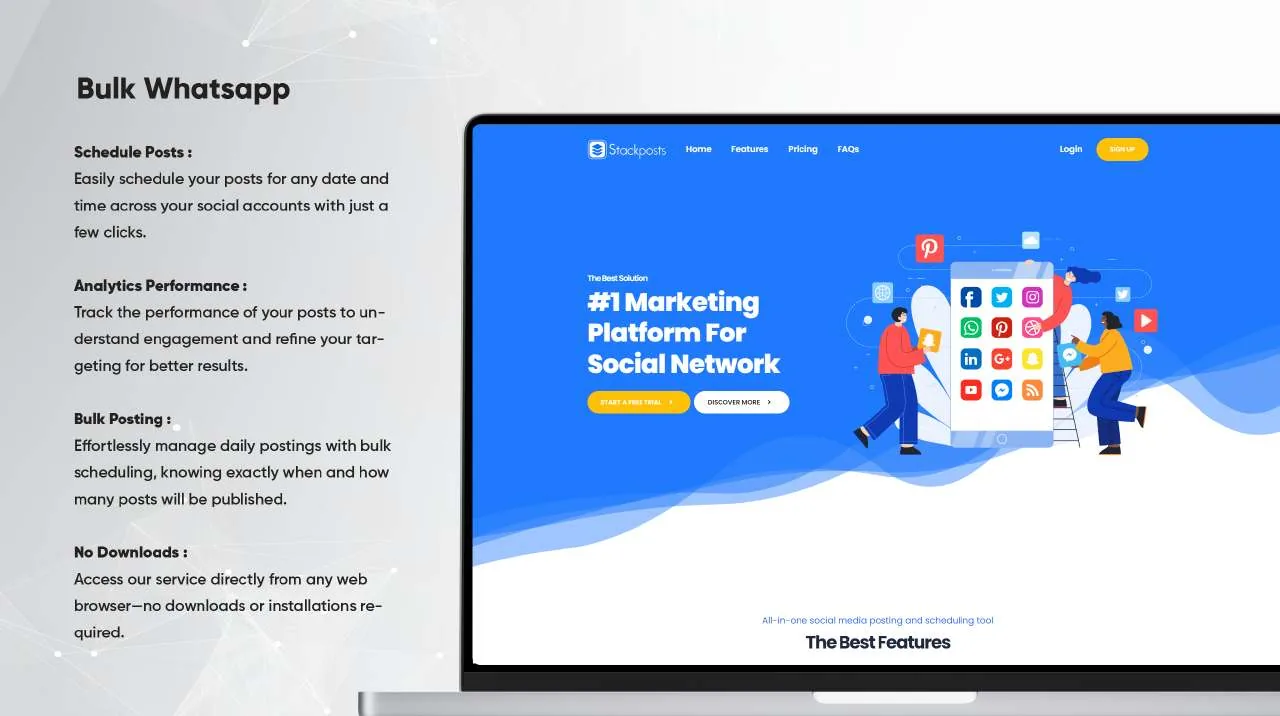 Bulk Whatsapp
Schedule Posts :
Easily schedule your posts for any date and
time across your social accounts with just a
few clicks.
Analytics Performance :
Track the performance of your posts to un-
derstand engagement and refine your tar-
geting for better results.
Bulk Posting :
Effortlessly manage daily postings with bulk
scheduling, knowing exactly when and how
many posts will be published.
No Downloads :
Access our service directly from any web
browser—no downloads or installations re-
quired.
Stackposts Home Features Pricing FAQs Login SIGN UP
The Best Solution
#1 Marketing
Platform For
Social Network
START A FREE TRIAL DISCOVER MORE
All-in-one social media posting and scheduling tool
The Best Features